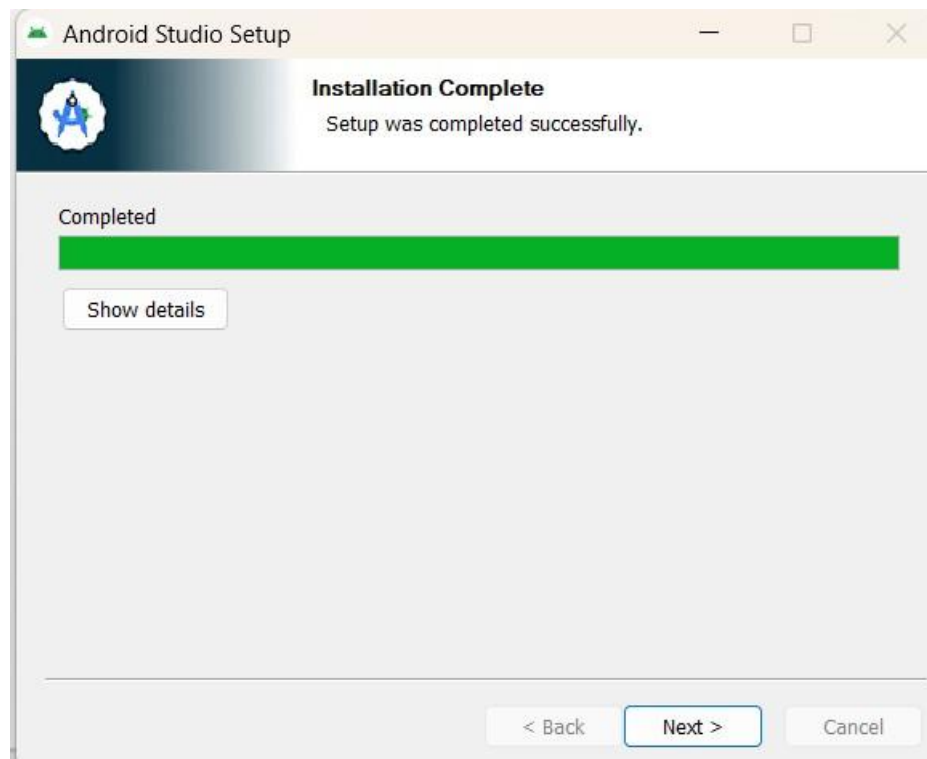 Android Studio Setup
Installation Complete
Setup was completed successfully.
Completed
Show details
< Back
Next >
Cancel